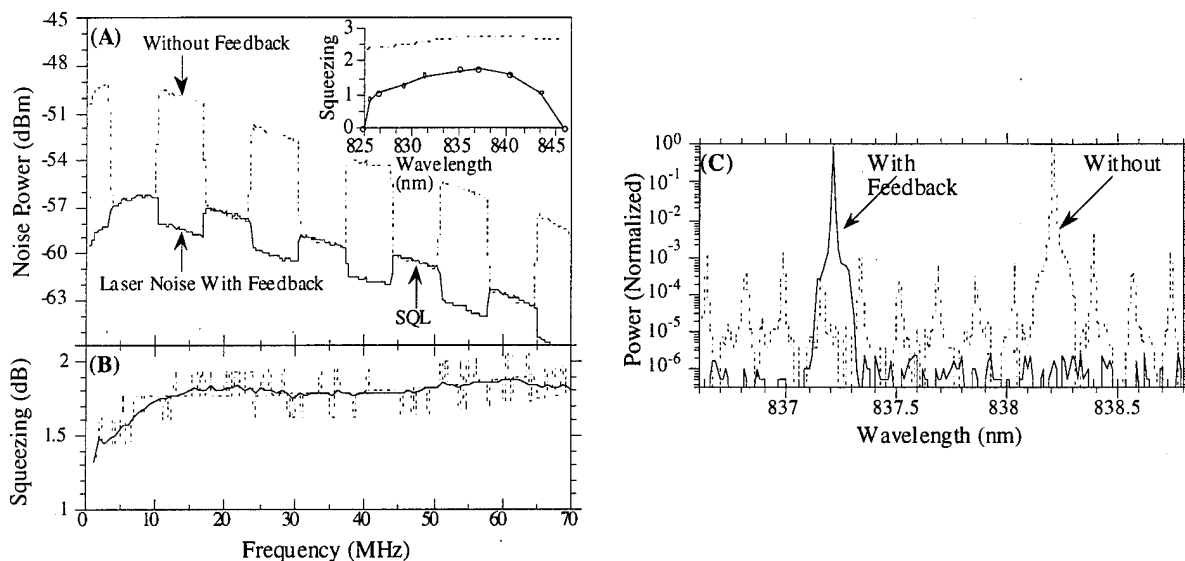 (A)
Without Feedback
Noise Power (dBm)
-45
-48
-49
-51
-54
-57
-60
-63
Laser Noise With Feedback
SQL
Squeezing
3
2
1
0
825
830
835
840
845
Wavelength
(nm)
(B)
Squeezing (dB)
2
1.5
1
0
10
20
30
40
50
60
70
Frequency (MHz)
(C)
With
Feedback
Without
Power (Normalized)
10⁰
10⁻¹
10⁻²
10⁻³
10⁻⁴
10⁻⁵
10⁻⁶
837
837.5
838
838.5
Wavelength (nm)